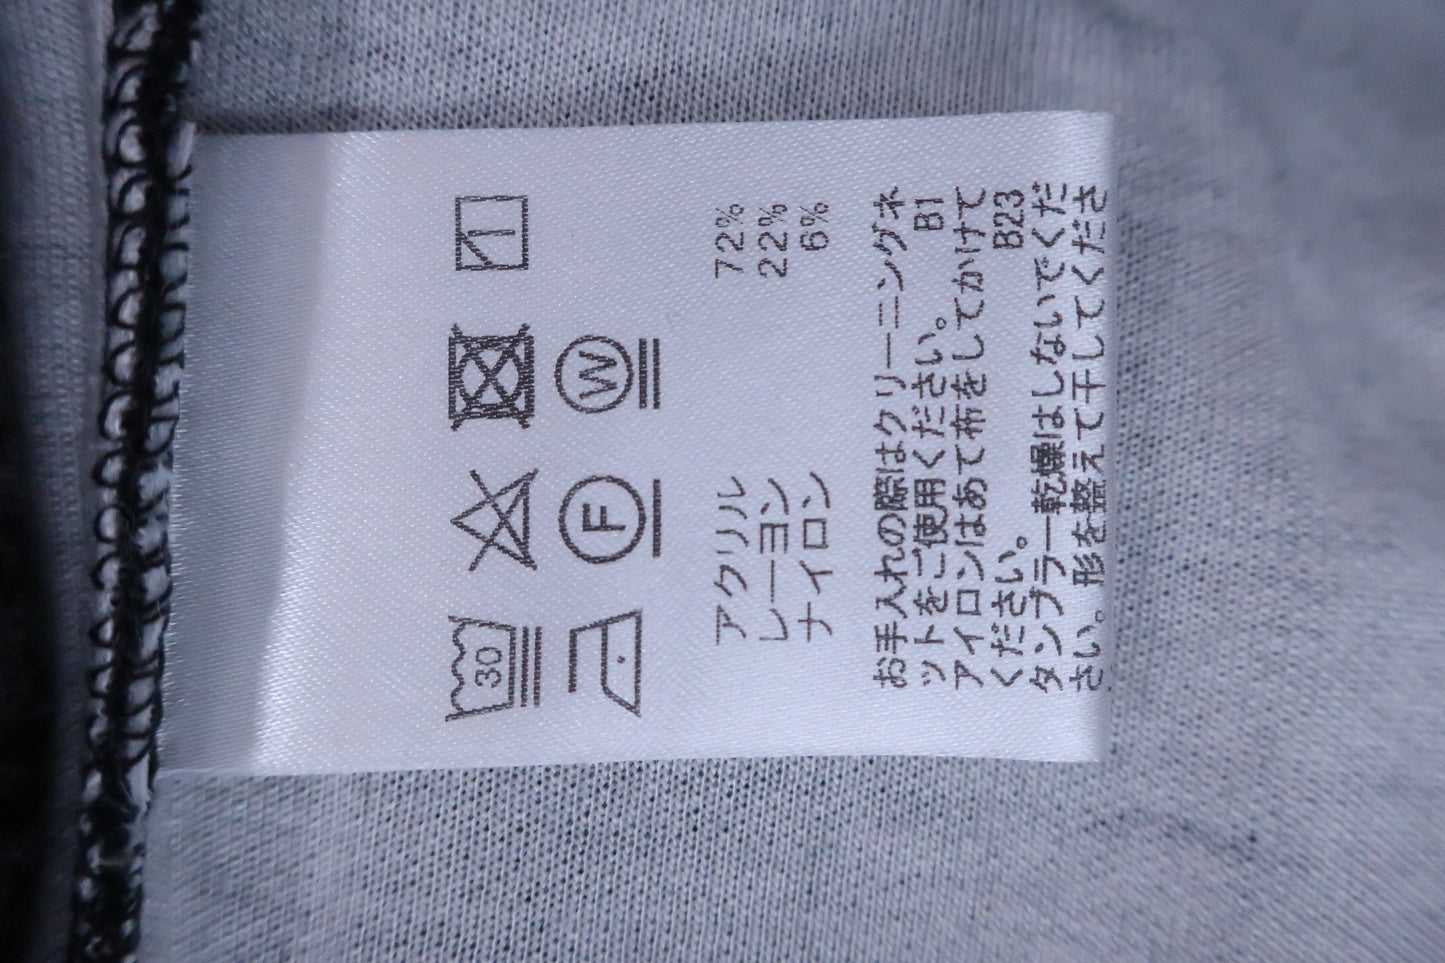 30
F
W
アクリル 72%
レーヨン 22%
ナイロン 6%
お手入れの際はクリーニングネ
ットをご使用ください。 B1
アイロンはあて布をしてかけて
ください。 B23
タンブラー乾燥はしないでくだ
さい。形を整えて干してくださ